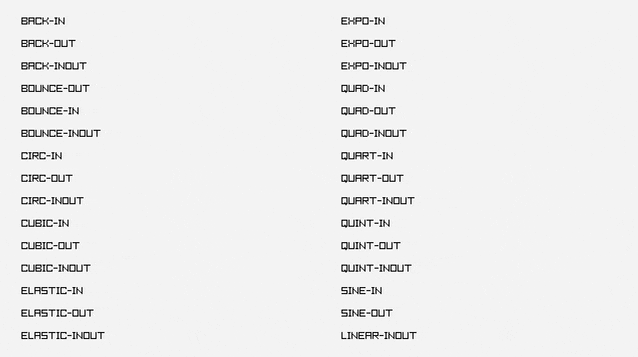 BACK-IN
BACK-OUT
BACK-INOUT
BOUNCE-OUT
BOUNCE-IN
BOUNCE-INOUT
CIRC-IN
CIRC-OUT
CIRC-INOUT
CUBIC-IN
CUBIC-OUT
CUBIC-INOUT
ELASTIC-IN
ELASTIC-OUT
ELASTIC-INOUT
EXPO-IN
EXPO-OUT
EXPO-INOUT
QUAD-IN
QUAD-OUT
QUAD-INOUT
QUART-IN
QUART-OUT
QUART-INOUT
QUINT-IN
QUINT-OUT
QUINT-INOUT
SINE-IN
SINE-OUT
LINEAR-INOUT